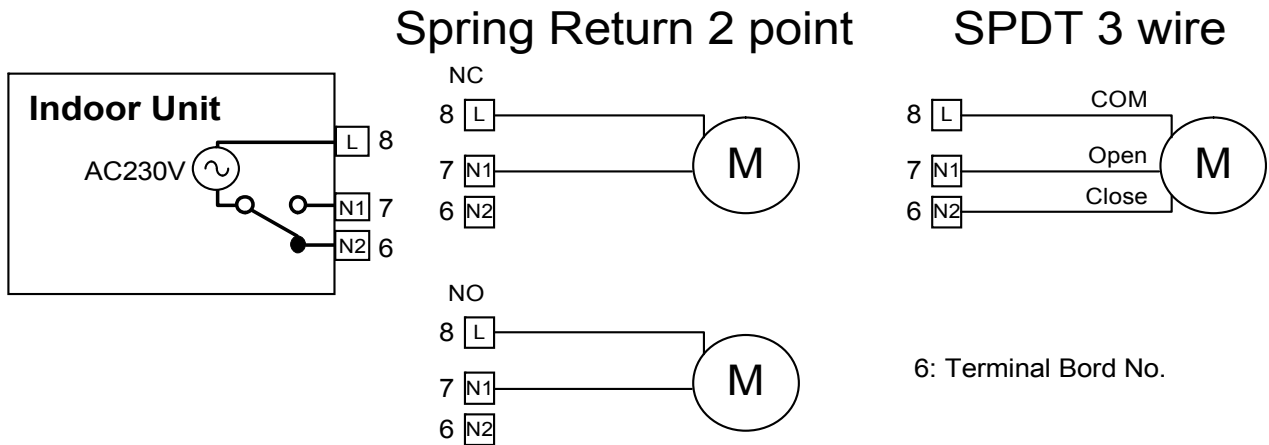 Spring Return 2 point
SPDT 3 wire
Indoor Unit
AC230V
L 8
N1 7
N2 6
NC
8 L
7 N1
6 N2
M
NO
8 L
7 N1
6 N2
M
8 L COM
7 N1 Open
6 N2 Close
M
6: Terminal Bord No.